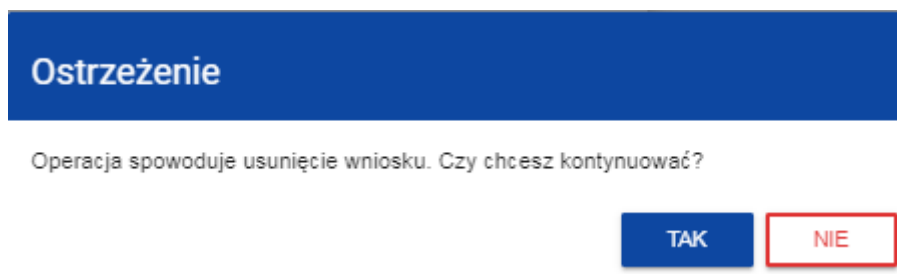 Ostrzeżenie
Operacja spowoduje usunięcie wniosku. Czy chcesz kontynuować?
TAK NIE